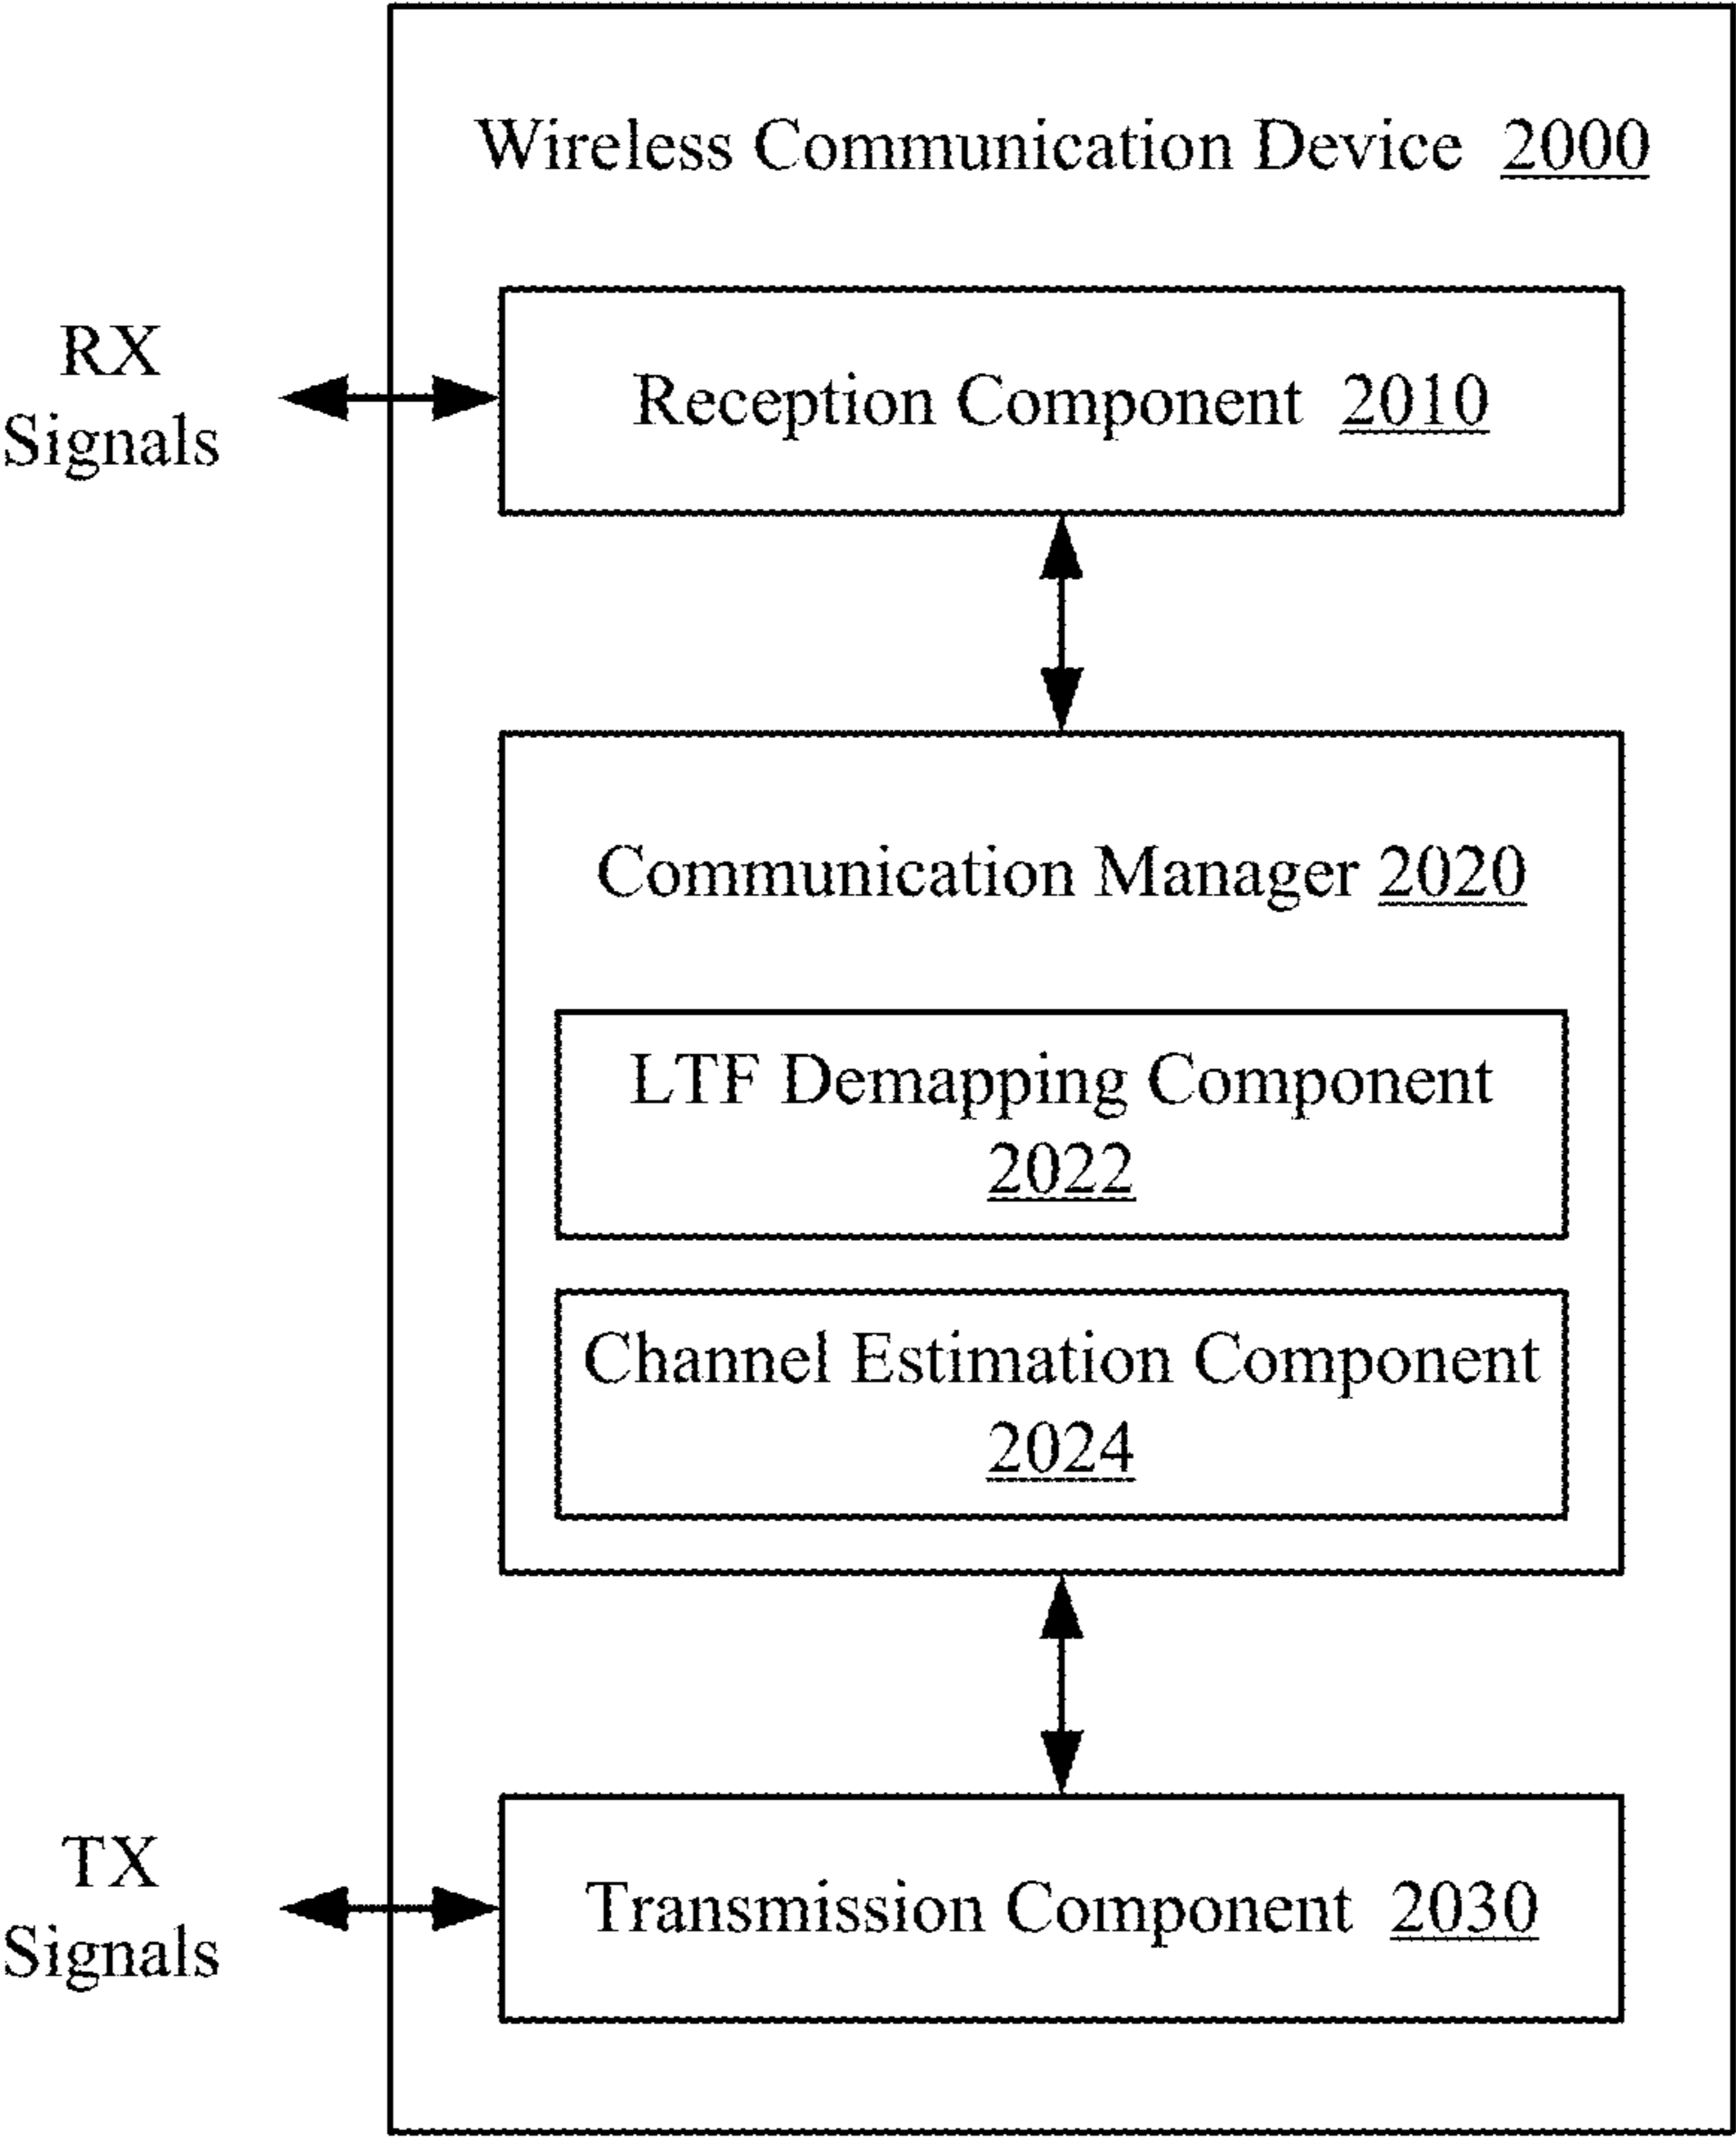 Wireless Communication Device 2000
RX
Signals
Reception Component 2010
Communication Manager 2020
LTF Demapping Component
2022
Channel Estimation Component
2024
TX
Signals
Transmission Component 2030